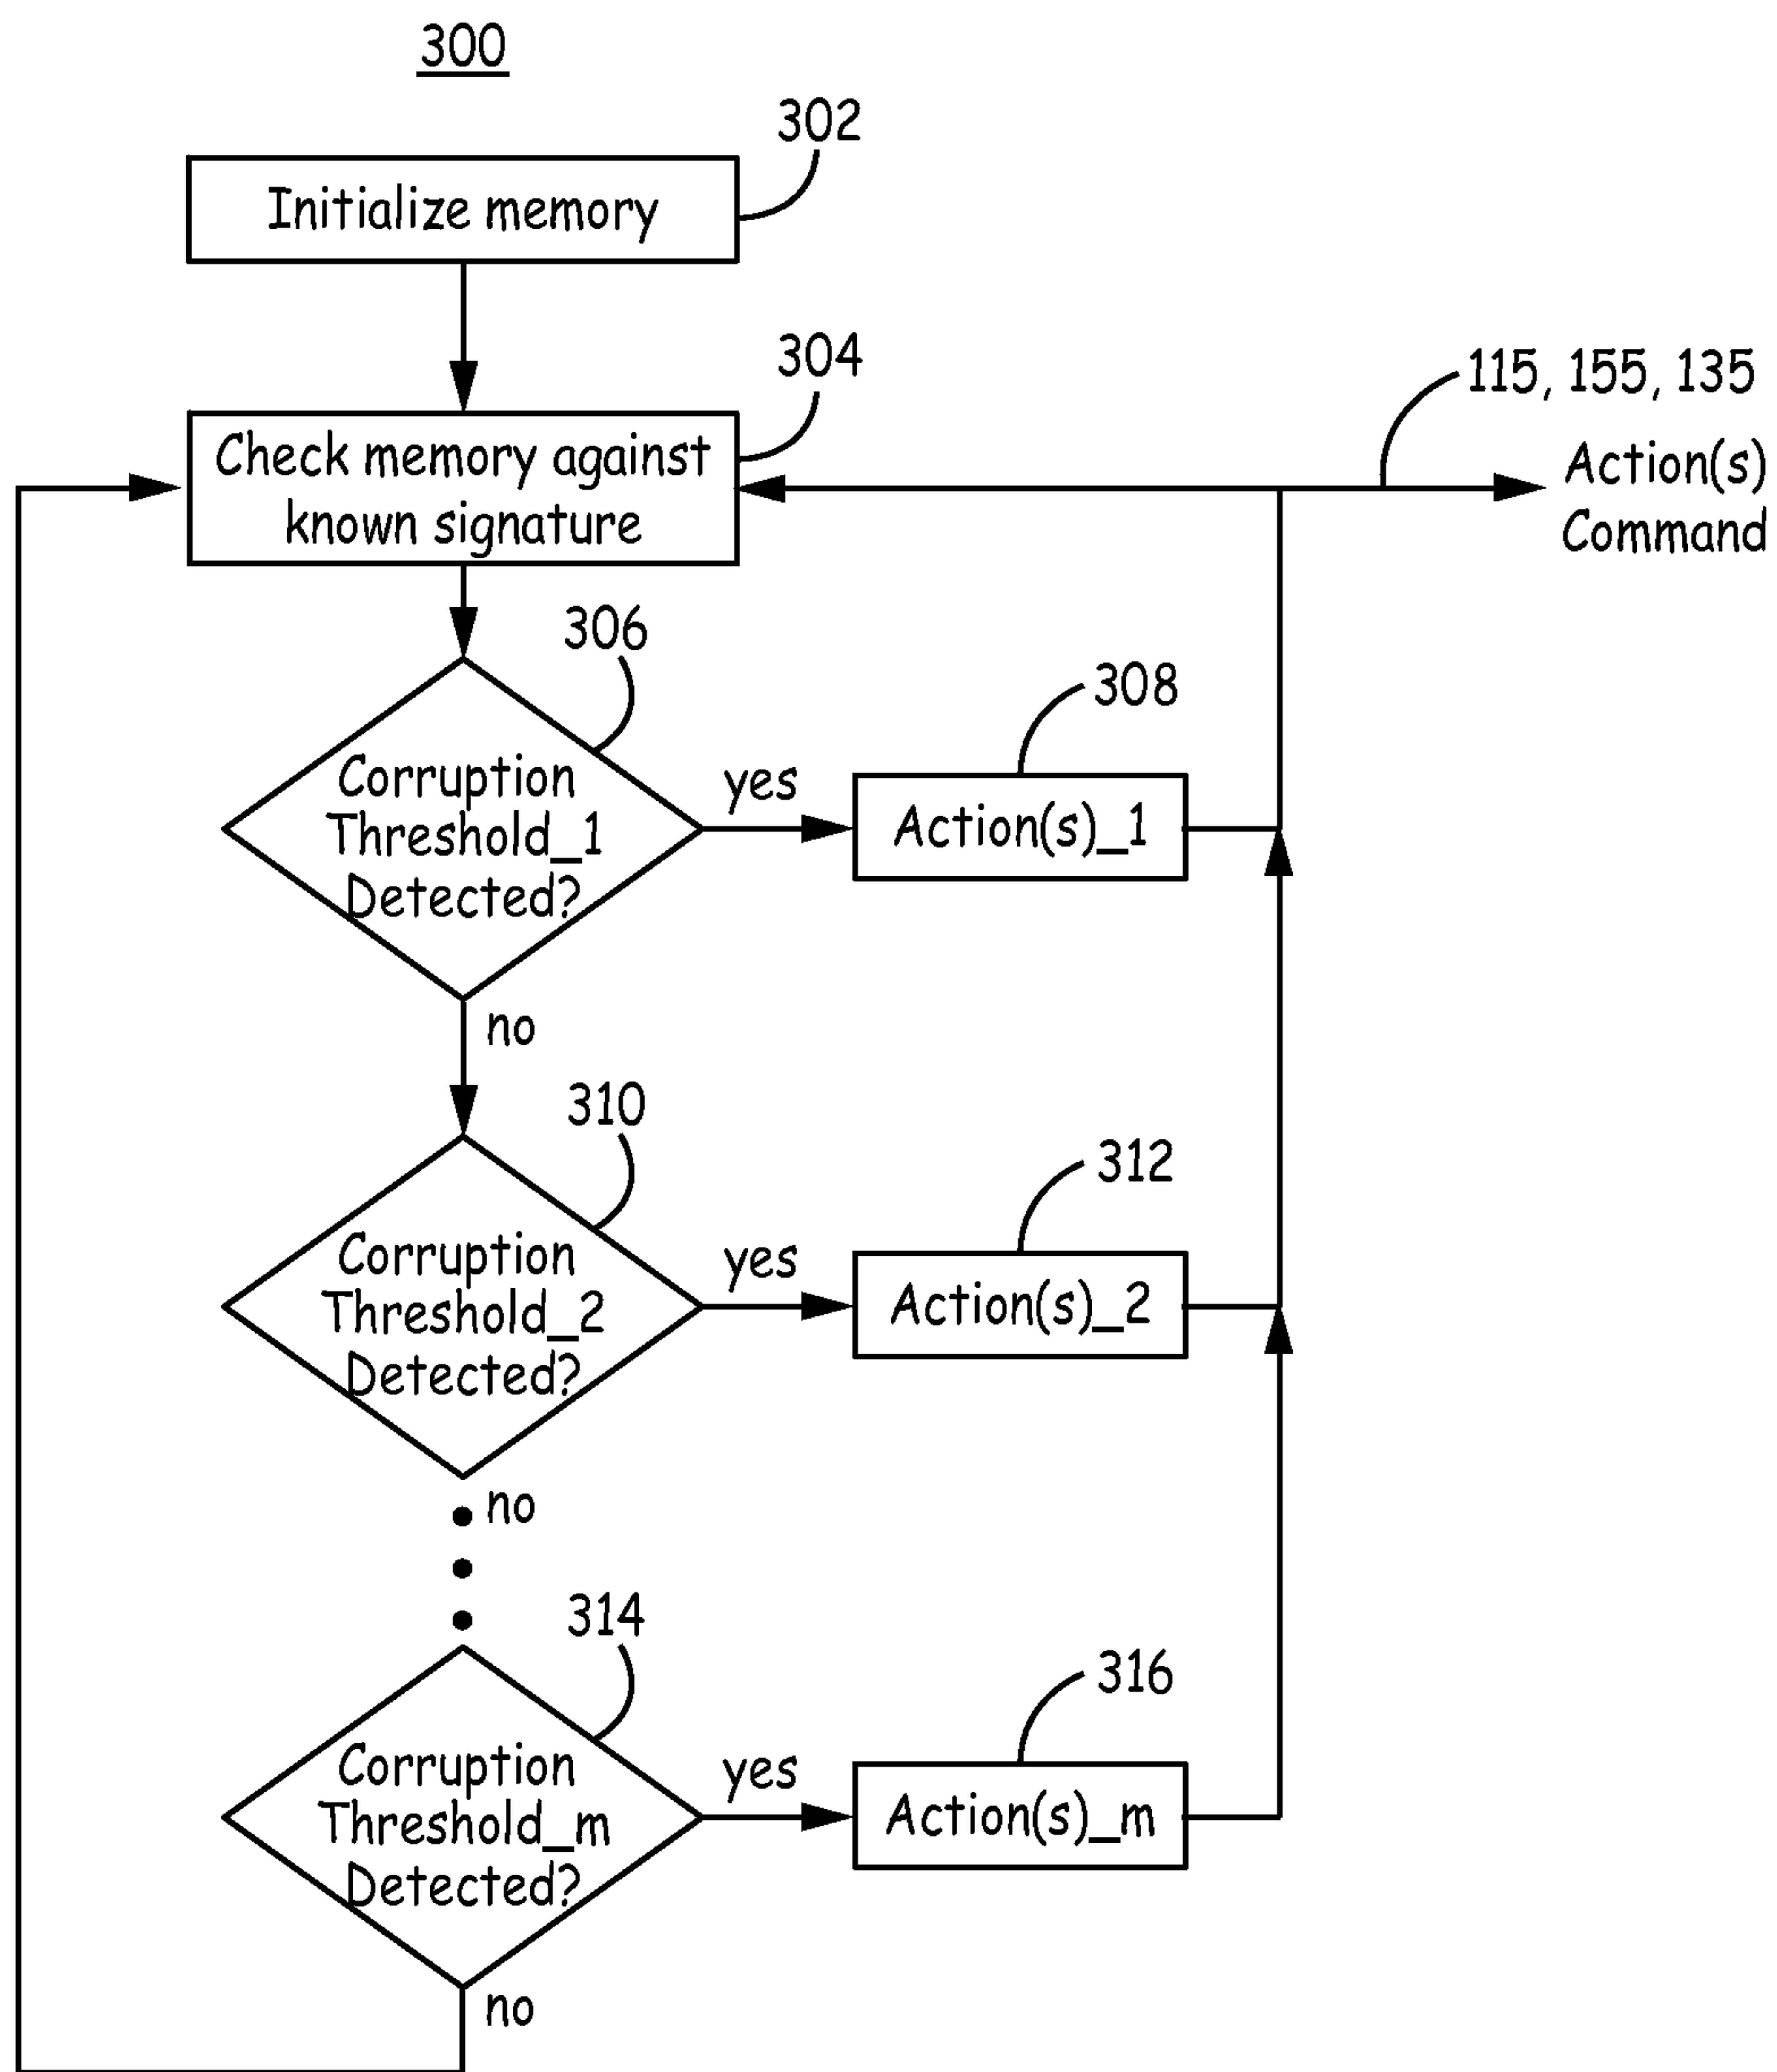 300
302
Initialize memory
304
Check memory against
known signature
115, 155, 135
Action(s)
Command
306
Corruption
Threshold_1
Detected?
yes
308
Action(s)_1
no
310
Corruption
Threshold_2
Detected?
yes
312
Action(s)_2
no
314
Corruption
Threshold_m
Detected?
yes
316
Action(s)_m
no